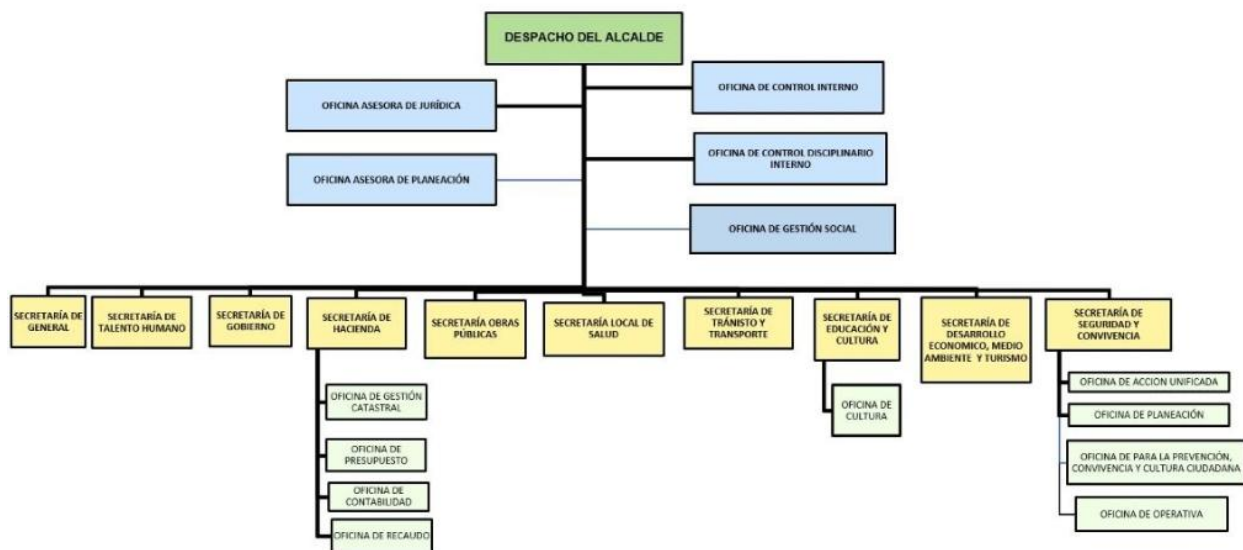 DESPACHO DEL ALCALDE
OFICINA ASESORA DE JURÍDICA
OFICINA DE CONTROL INTERNO
OFICINA ASESORA DE PLANEACIÓN
OFICINA DE CONTROL DISCIPLINARIO
INTERNO
OFICINA DE GESTIÓN SOCIAL
SECRETARÍA DE
GENERAL
SECRETARÍA DE
TALENTO HUMANO
SECRETARÍA DE
GOBIERNO
SECRETARÍA DE
HACIENDA
SECRETARÍA OBRAS
PÚBLICAS
SECRETARÍA LOCAL DE
SALUD
SECRETARÍA DE
TRÁNISTO Y
TRANSPORTE
SECRETARÍA DE
EDUCACIÓN Y
CULTURA
SECRETARÍA DE
DESARROLLO
ECONOMICO, MEDIO
AMBIENTE Y TURISMO
SECRETARÍA DE
SEGURIDAD Y
CONVIVENCIA
OFICINA DE GESTIÓN
CATASTRAL
OFICINA DE
PRESUPUESTO
OFICINA DE
CONTABILIDAD
OFICINA DE RECAUDO
OFICINA DE
CULTURA
OFICINA DE ACCION UNIFICADA
OFICINA DE PLANEACIÓN
OFICINA DE PARA LA PREVENCIÓN,
CONVIVENCIA Y CULTURA CIUDADANA
OFICINA DE OPERATIVA